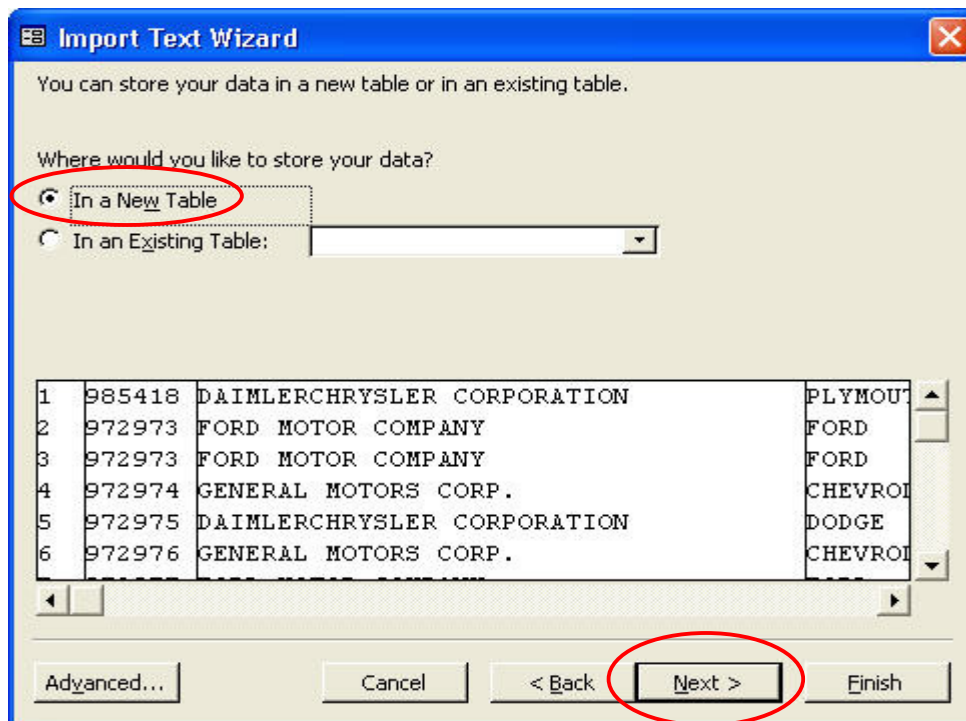 Import Text Wizard
You can store your data in a new table or in an existing table.
Where would you like to store your data?
In a New Table
In an Existing Table:
1 985418 DAIMLERCHRYSLER CORPORATION PLYMOUT
2 972973 FORD MOTOR COMPANY FORD
3 972973 FORD MOTOR COMPANY FORD
4 972974 GENERAL MOTORS CORP. CHEVROL
5 972975 DAIMLERCHRYSLER CORPORATION DODGE
6 972976 GENERAL MOTORS CORP. CHEVROL
Advanced... Cancel < Back Next > Finish